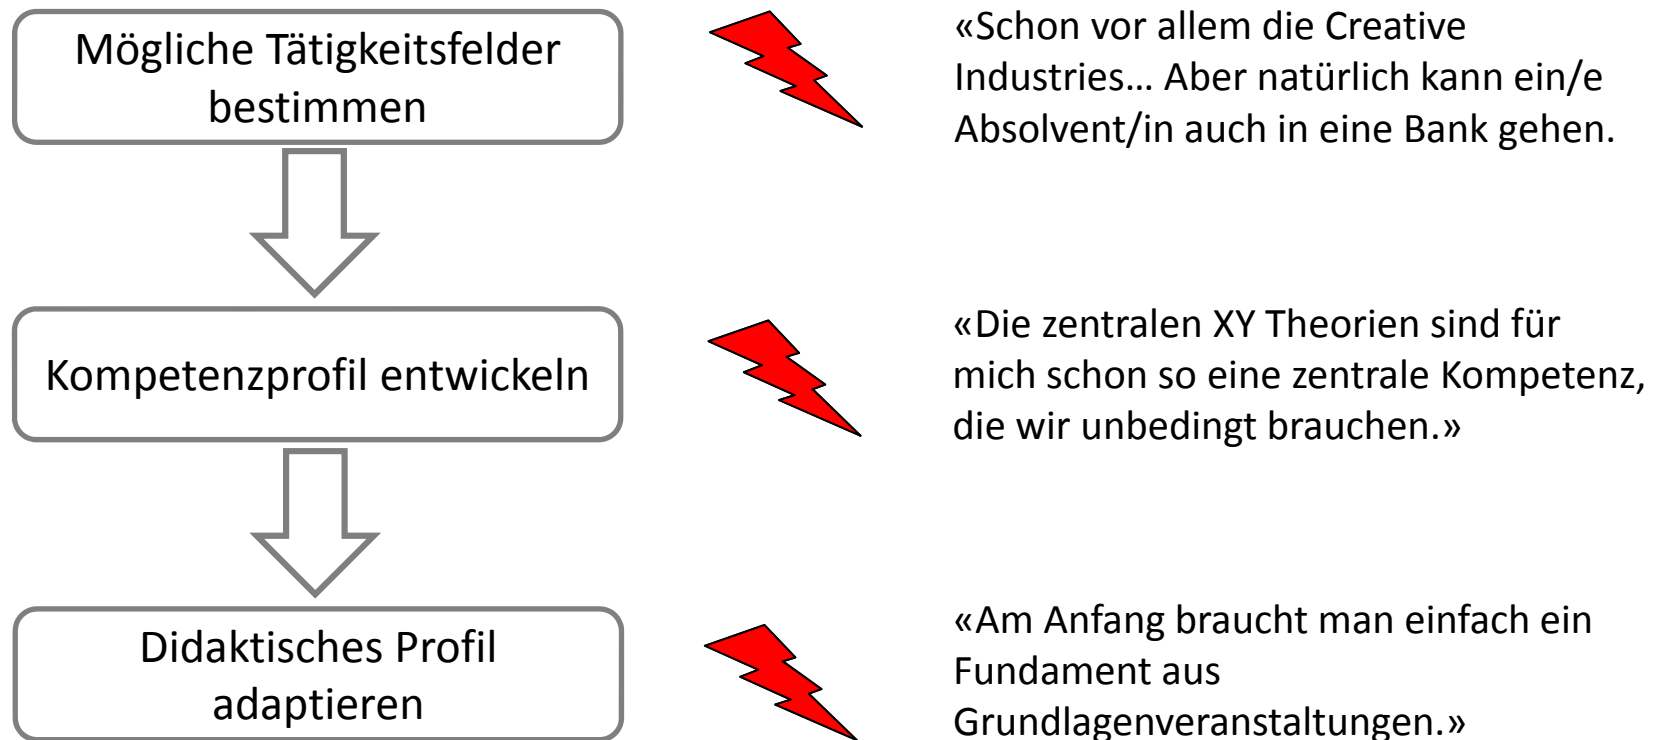 Mögliche Tätigkeitsfelder
bestimmen
«Schon vor allem die Creative
Industries… Aber natürlich kann ein/e
Absolvent/in auch in eine Bank gehen.
Kompetenzprofil entwickeln
«Die zentralen XY Theorien sind für
mich schon so eine zentrale Kompetenz,
die wir unbedingt brauchen.»
Didaktisches Profil
adaptieren
«Am Anfang braucht man einfach ein
Fundament aus
Grundlagenveranstaltungen.»